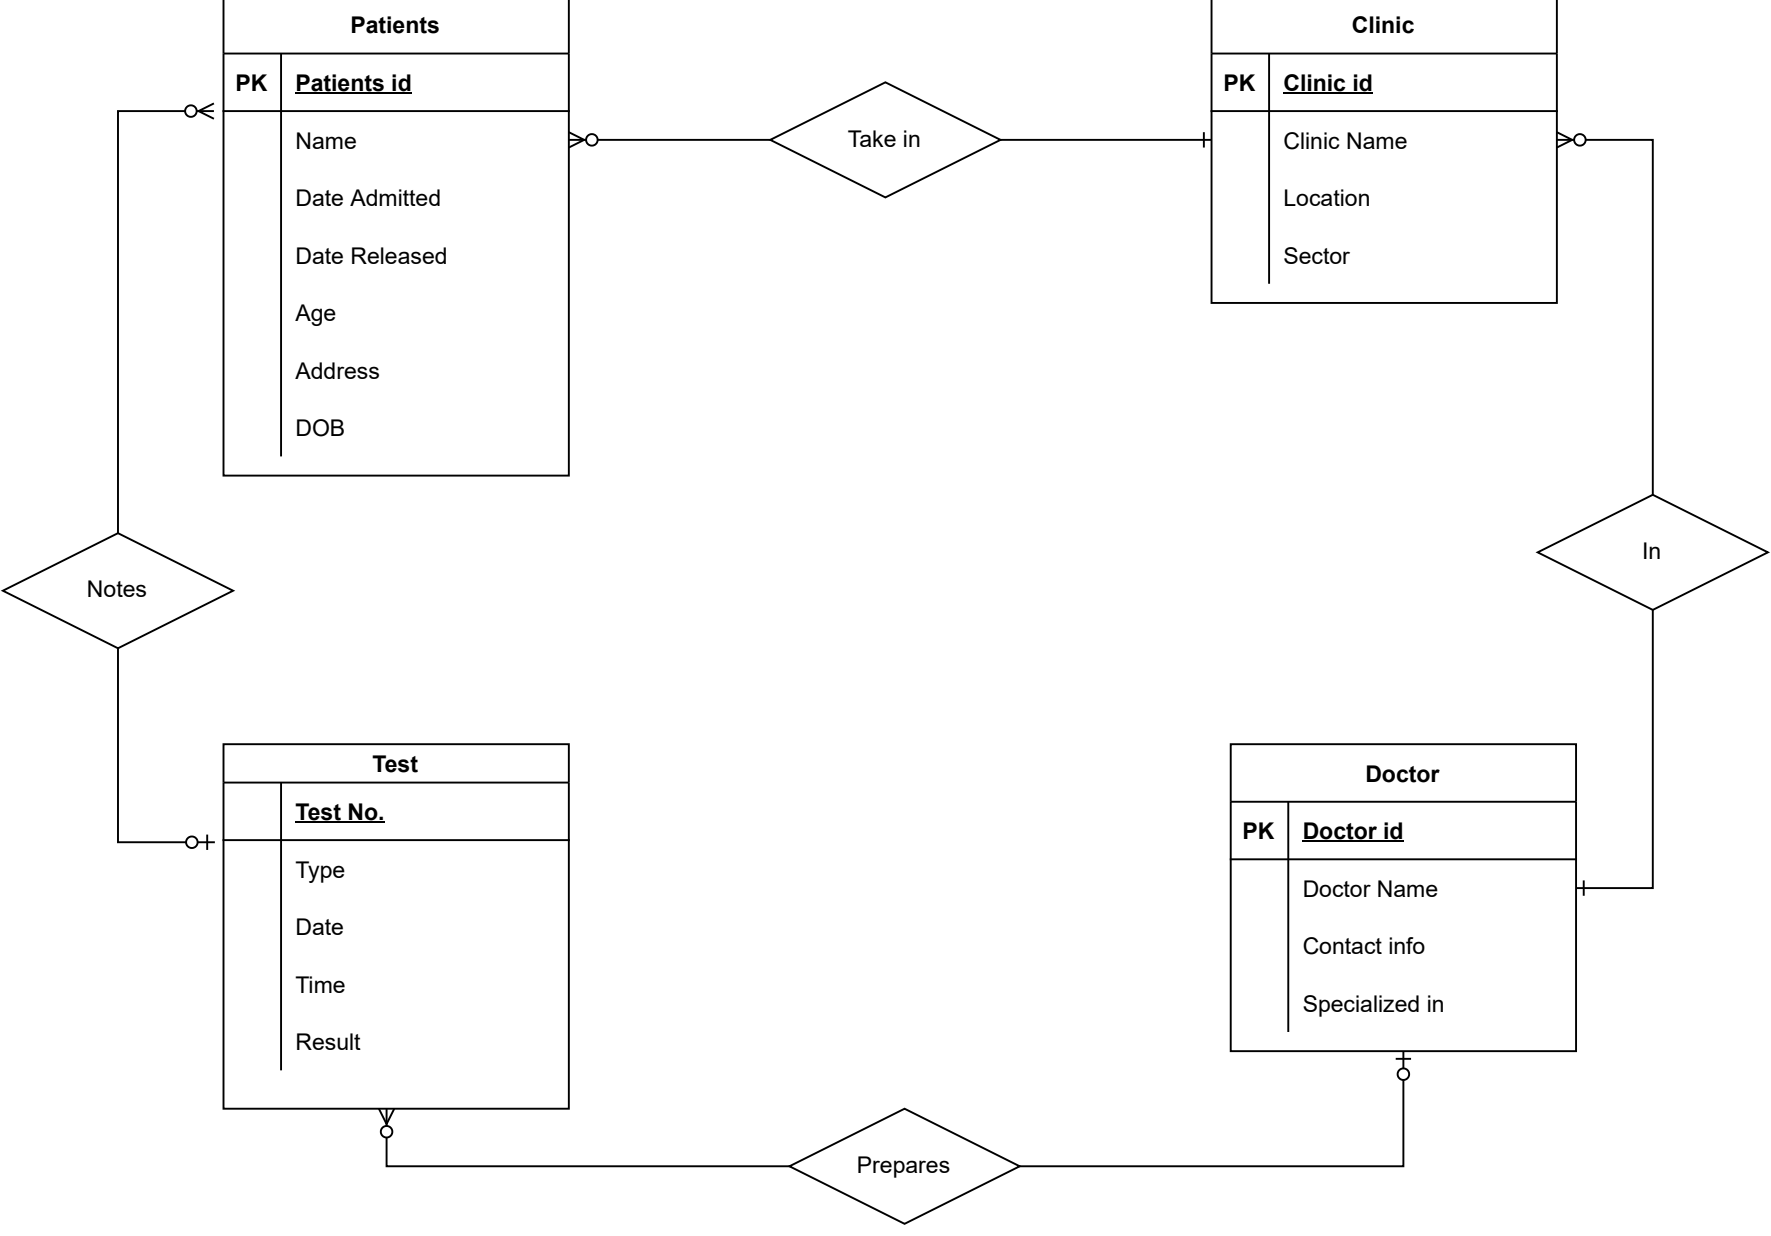 Patients
PK Patients id
Name
Date Admitted
Date Released
Age
Address
DOB
Take in
Clinic
PK Clinic id
Clinic Name
Location
Sector
Notes
In
Test
Test No.
Type
Date
Time
Result
Doctor
PK Doctor id
Doctor Name
Contact info
Specialized in
Prepares